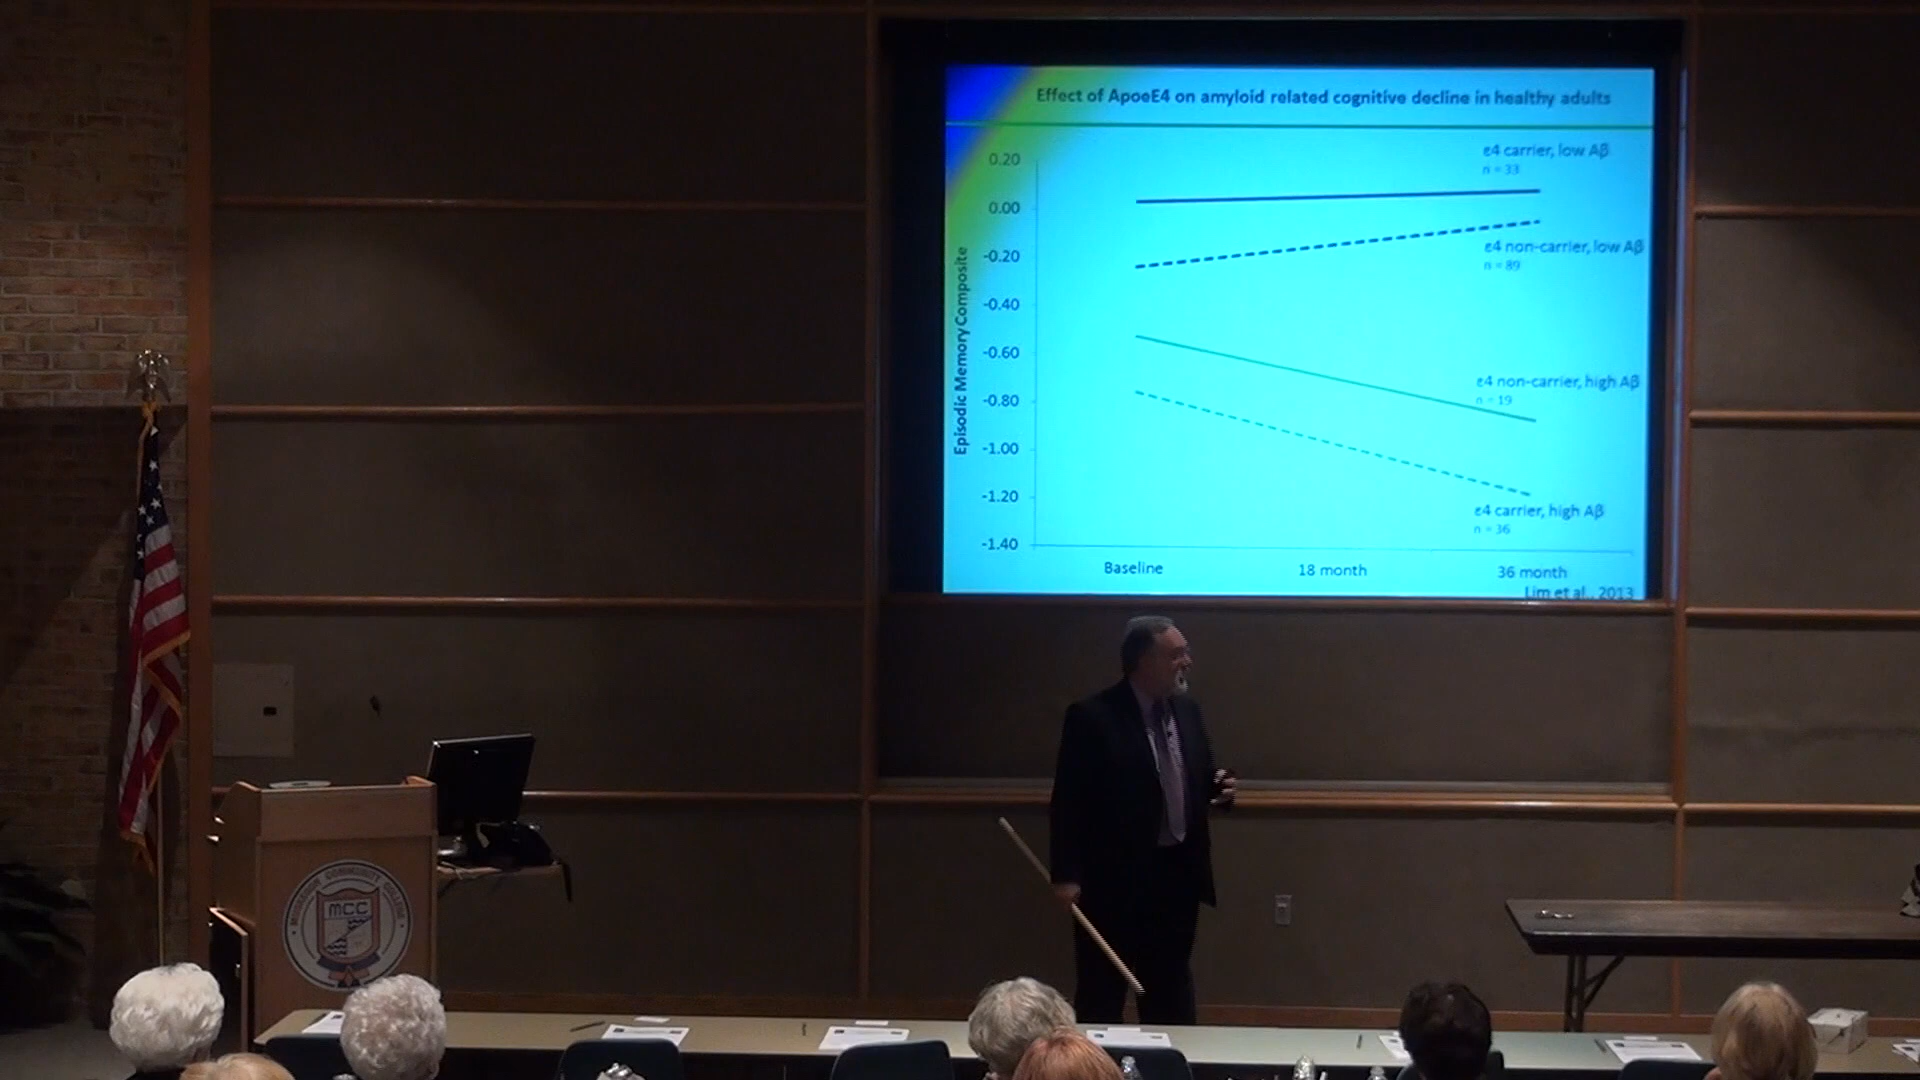 Effect of ApoeE4 on amyloid related cognitive decline in healthy adults
Episodic Memory Composite
0.20
0.00
-0.20
-0.40
-0.60
-0.80
-1.00
-1.20
-1.40
ε4 carrier, low Aβ
n = 33
ε4 non-carrier, low Aβ
n = 89
ε4 non-carrier, high Aβ
n = 19
ε4 carrier, high Aβ
n = 36
Baseline
18 month
36 month
Lim et al., 2013
COMMUNITY COLLEGE
MCC